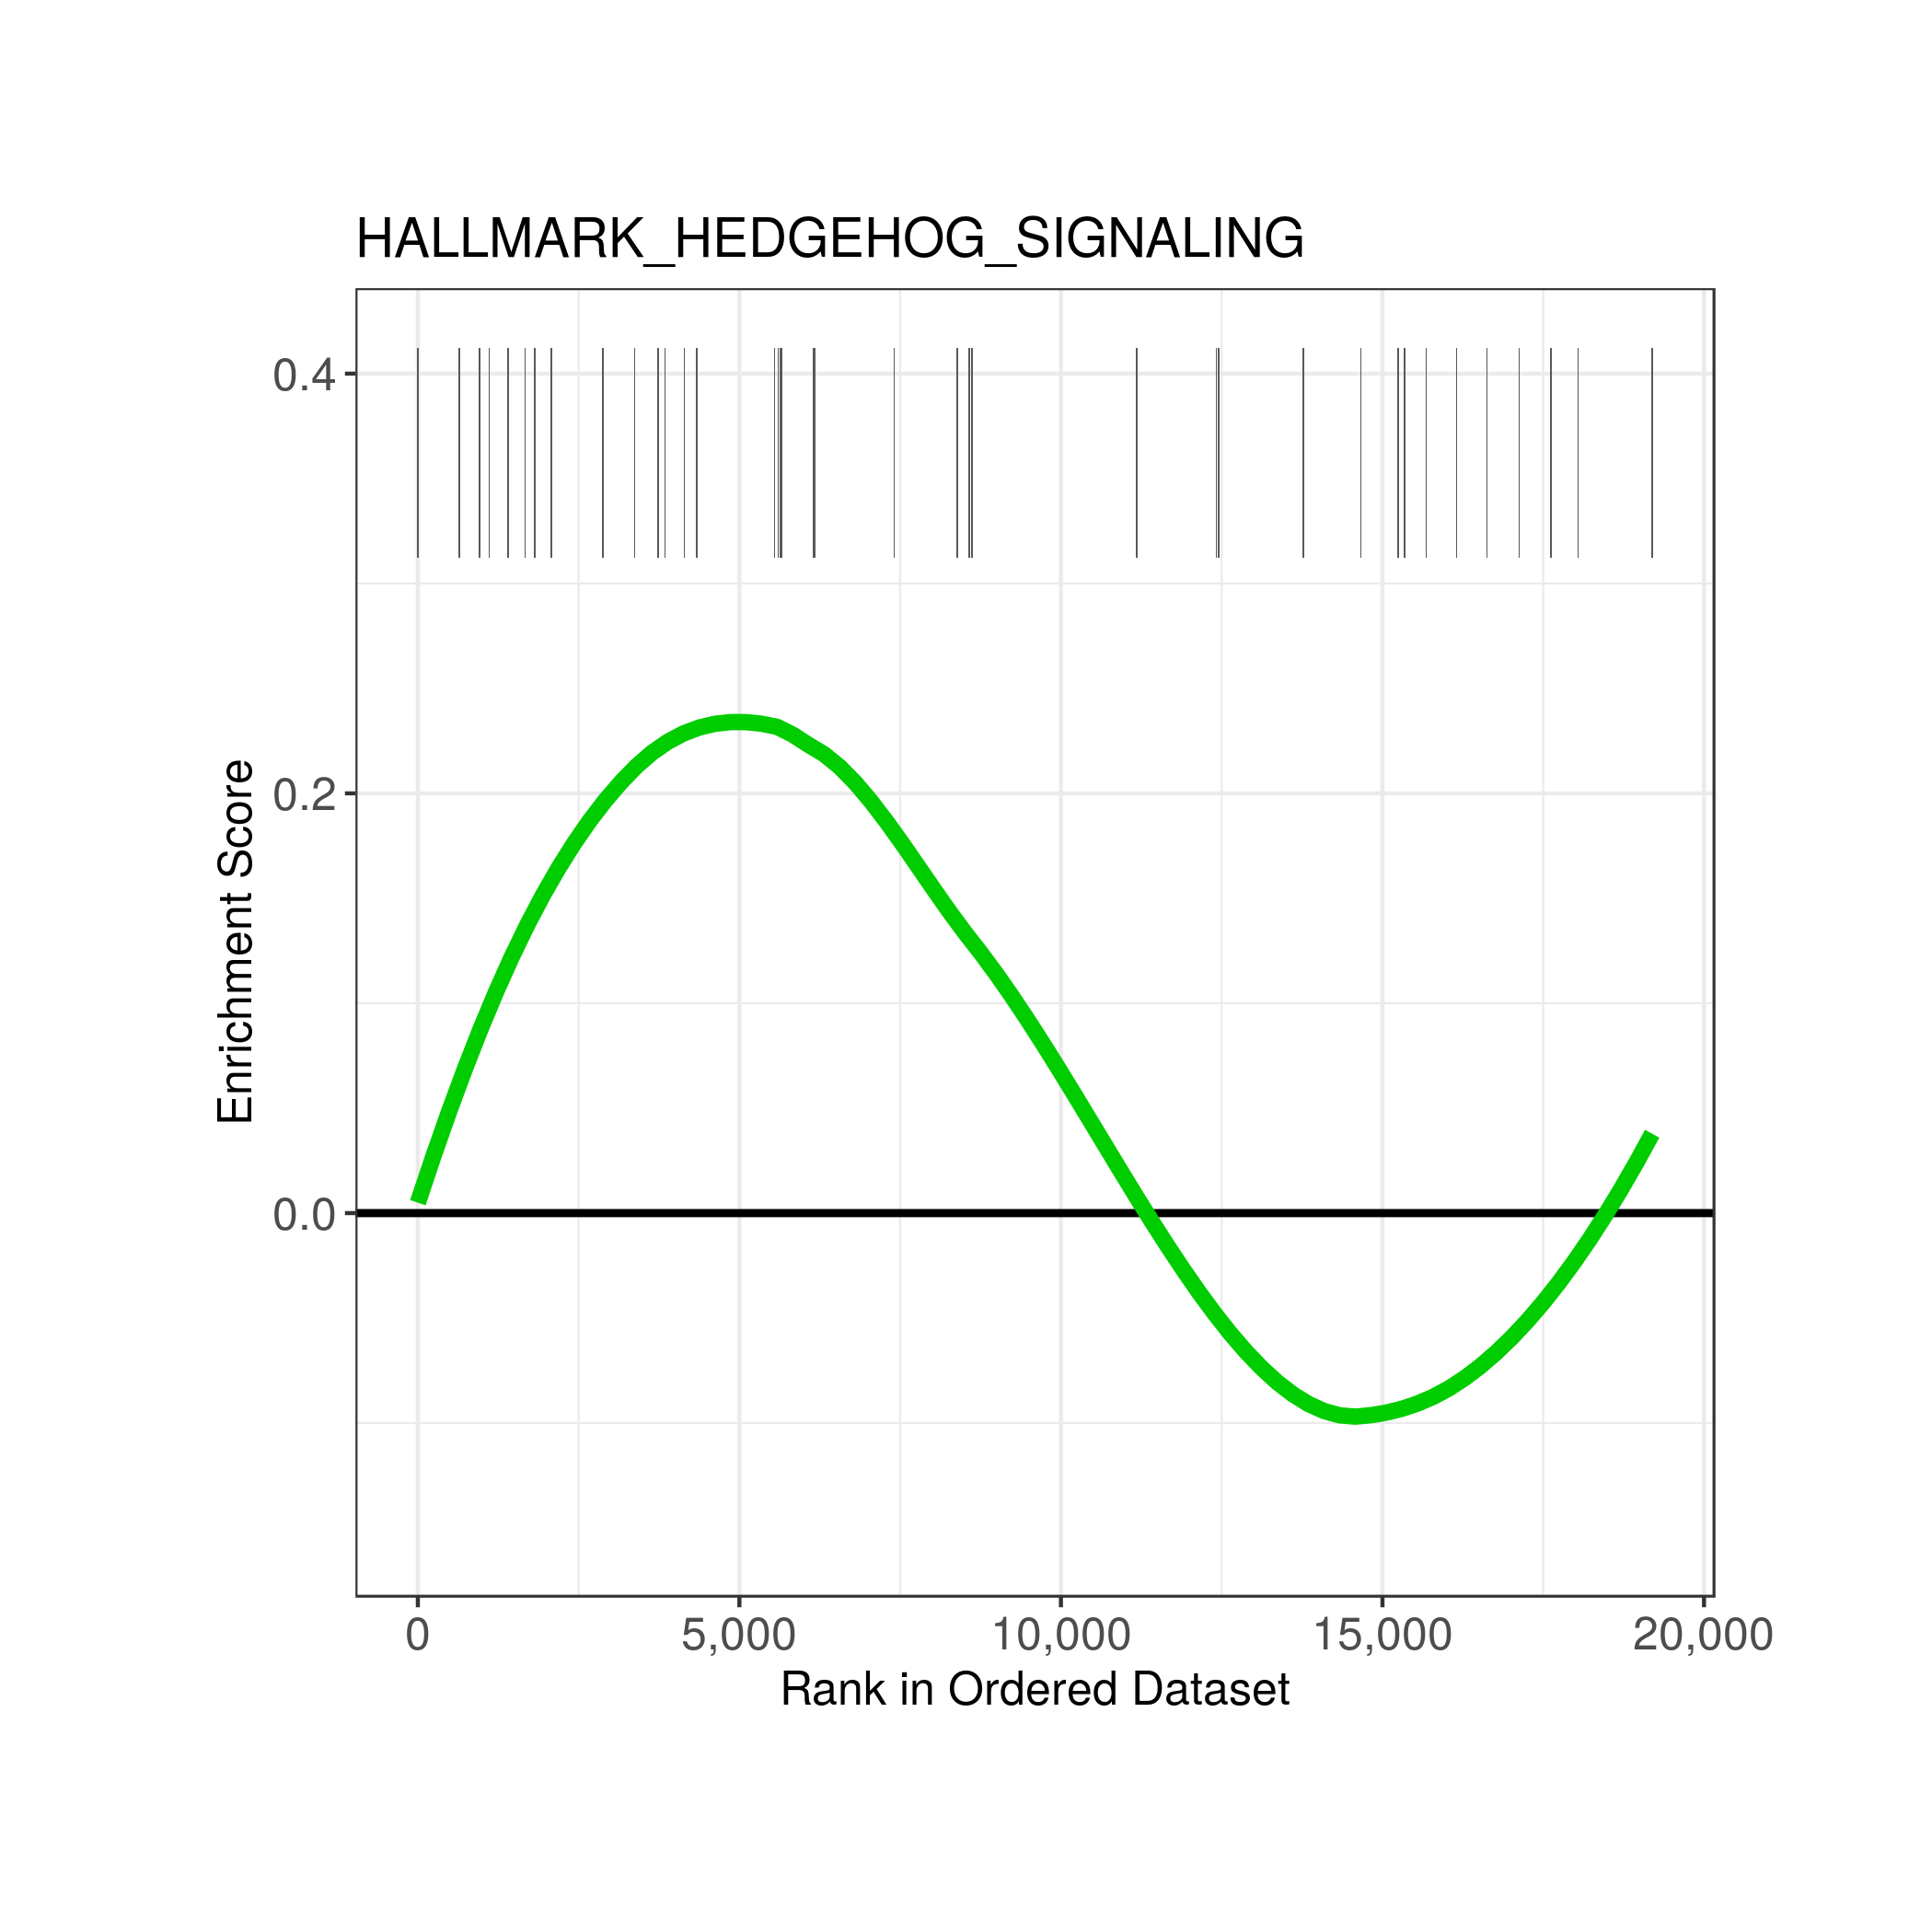 HALLMARK_HEDGEHOG_SIGNALING
0.4
0.2
0.0
Enrichment Score
0 5,000 10,000 15,000 20,000
Rank in Ordered Dataset